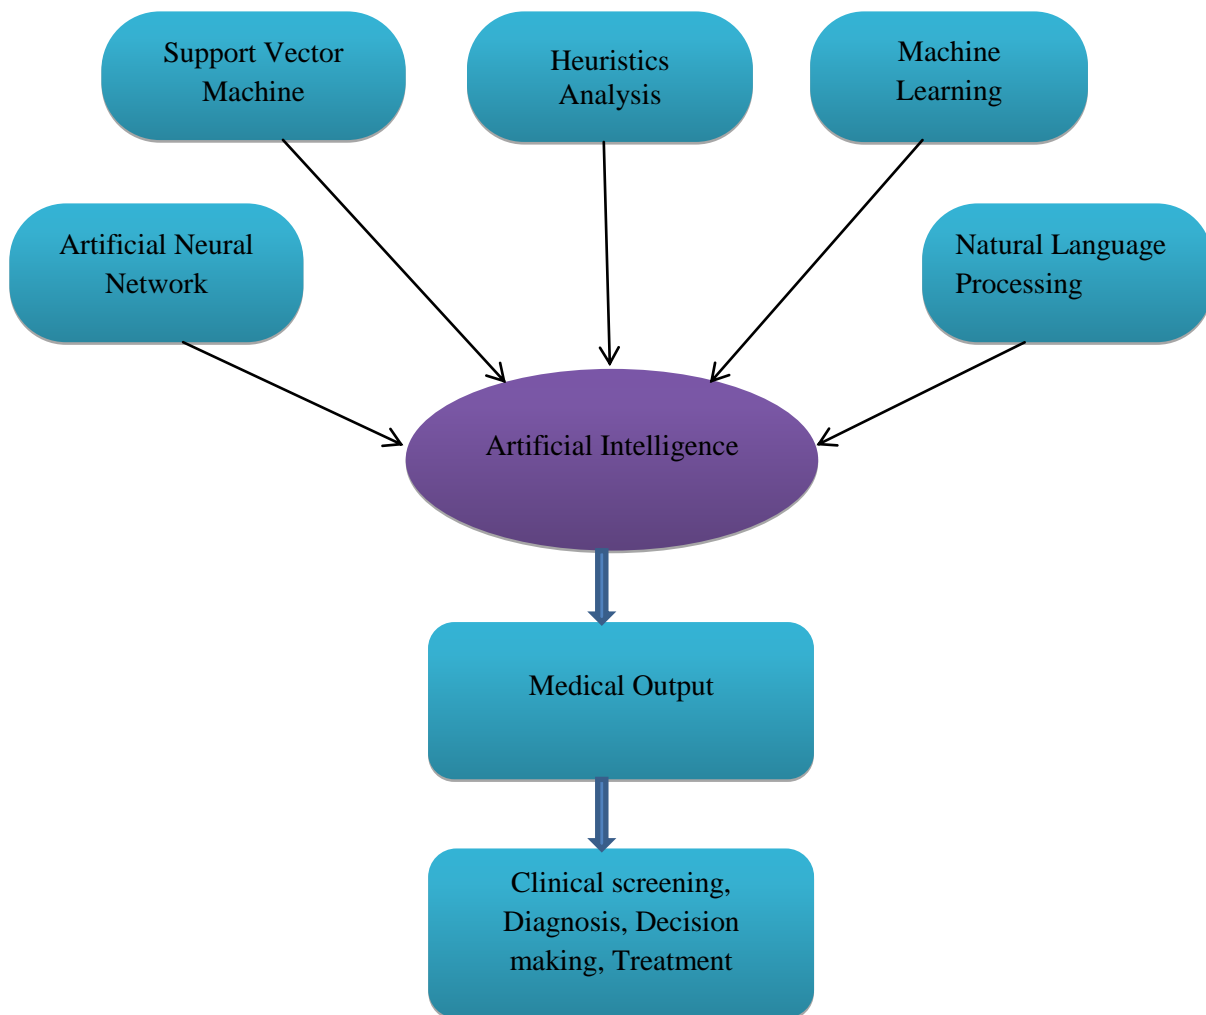 Support Vector
Machine
Heuristics
Analysis
Machine
Learning
Artificial Neural
Network
Natural Language
Processing
Artificial Intelligence
Medical Output
Clinical screening,
Diagnosis, Decision
making, Treatment